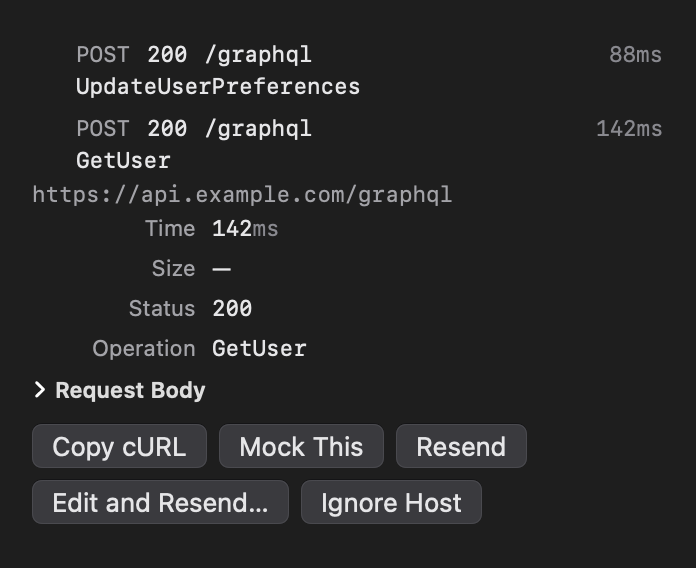 POST 200 /graphql 88ms
UpdateUserPreferences
POST 200 /graphql 142ms
GetUser
https://api.example.com/graphql
Time 142ms
Size —
Status 200
Operation GetUser
Request Body
Copy cURL Mock This Resend
Edit and Resend... Ignore Host